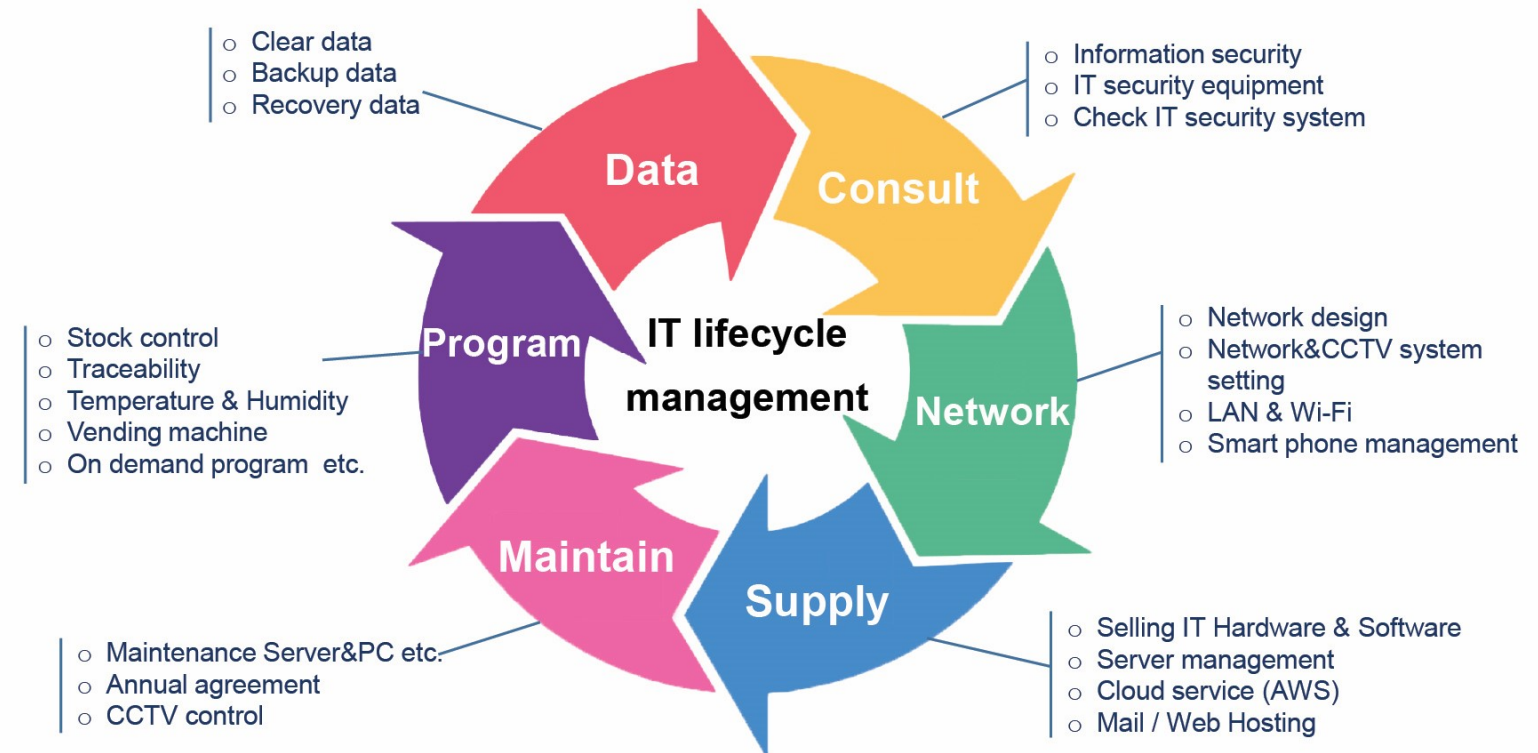 IT lifecycle
management
Data
o Clear data
o Backup data
o Recovery data
Consult
o Information security
o IT security equipment
o Check IT security system
Network
o Network design
o Network&CCTV system
setting
o LAN & Wi-Fi
o Smart phone management
Supply
o Selling IT Hardware & Software
o Server management
o Cloud service (AWS)
o Mail / Web Hosting
Maintain
o Maintenance Server&PC etc.
o Annual agreement
o CCTV control
Program
o Stock control
o Traceability
o Temperature & Humidity
o Vending machine
o On demand program etc.